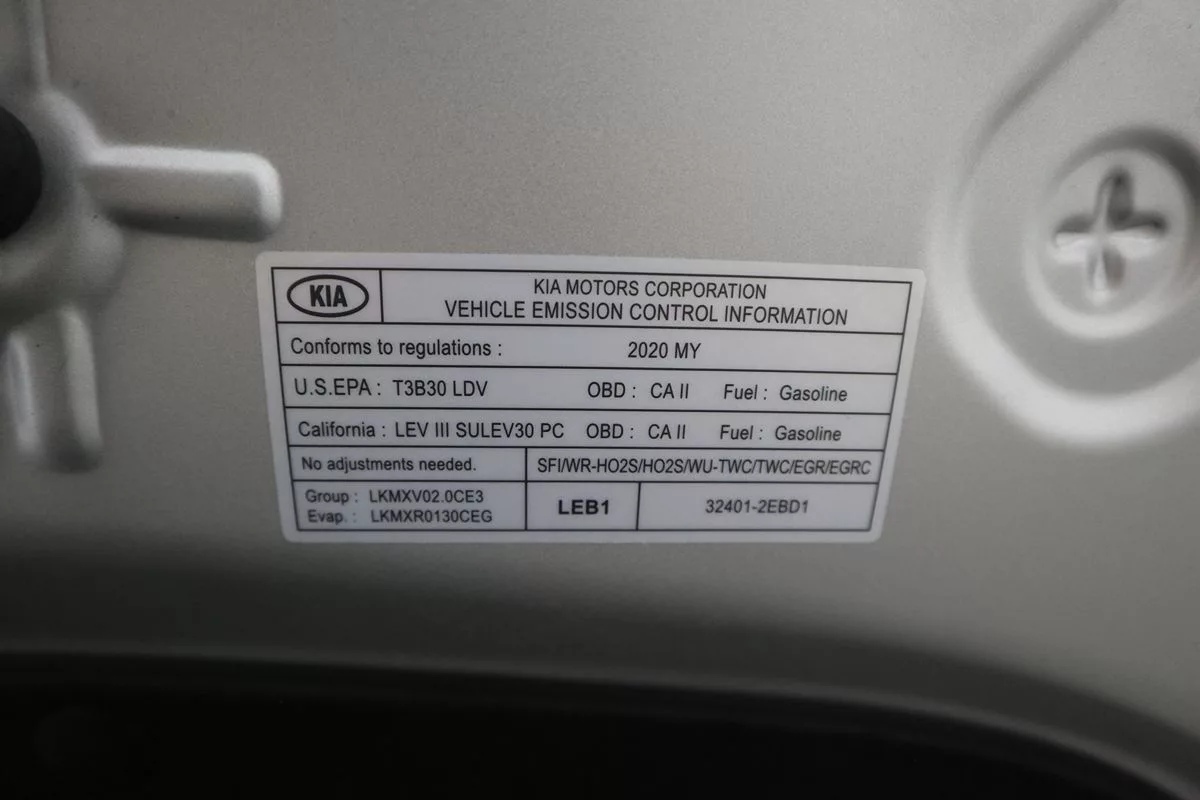 KIA
KIA MOTORS CORPORATION
VEHICLE EMISSION CONTROL INFORMATION
Conforms to regulations : 2020 MY
U.S.EPA : T3B30 LDV OBD : CA II Fuel : Gasoline
California : LEV III SULEV30 PC OBD : CA II Fuel : Gasoline
No adjustments needed. SFI/WR-HO2S/HO2S/WU-TWC/TWC/EGR/EGRC
Group : LKMXV02.0CE3
Evap. : LKMXR0130CEG
LEB1
32401-2EBD1